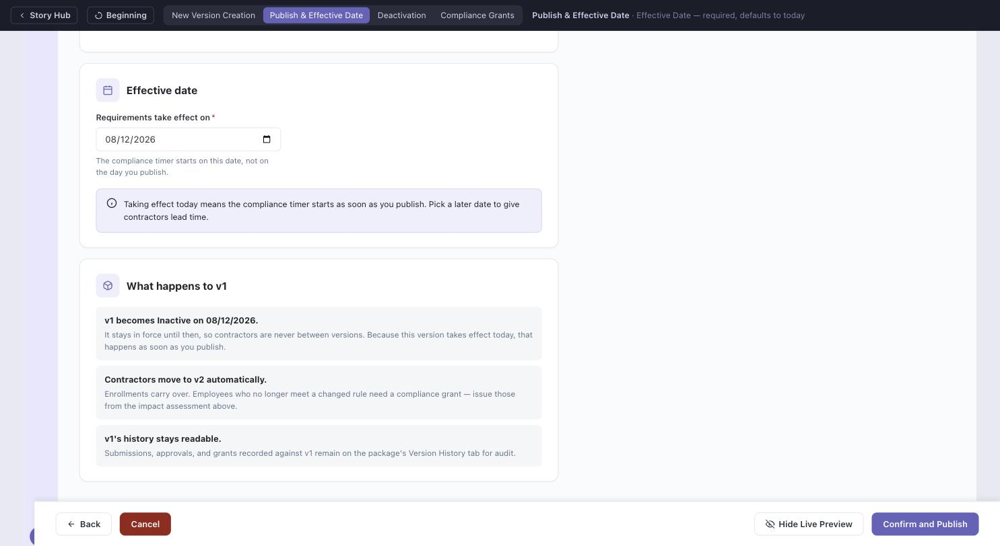 Story Hub
Beginning
New Version Creation
Publish & Effective Date
Deactivation
Compliance Grants
Publish & Effective Date · Effective Date — required, defaults to today
Effective date
Requirements take effect on *
08/12/2026
The compliance timer starts on this date, not on
the day you publish.
Taking effect today means the compliance timer starts as soon as you publish. Pick a later date to give
contractors lead time.
What happens to v1
v1 becomes Inactive on 08/12/2026.
It stays in force until then, so contractors are never between versions. Because this version takes effect today, that
happens as soon as you publish.
Contractors move to v2 automatically.
Enrollments carry over. Employees who no longer meet a changed rule need a compliance grant — issue those
from the impact assessment above.
v1's history stays readable.
Submissions, approvals, and grants recorded against v1 remain on the package's Version History tab for audit.
Back
Cancel
Hide Live Preview
Confirm and Publish